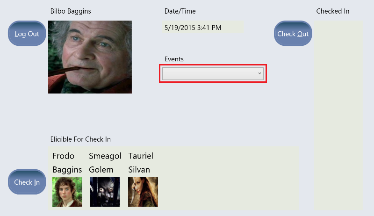 Bilbo Baggins
Date/Time
Checked In
Log Out
5/19/2015 3:41 PM
Check Out
Events
Eligible For Check In
Frodo Baggins
Smeagol Golem
Tauriel Silvan
Check In